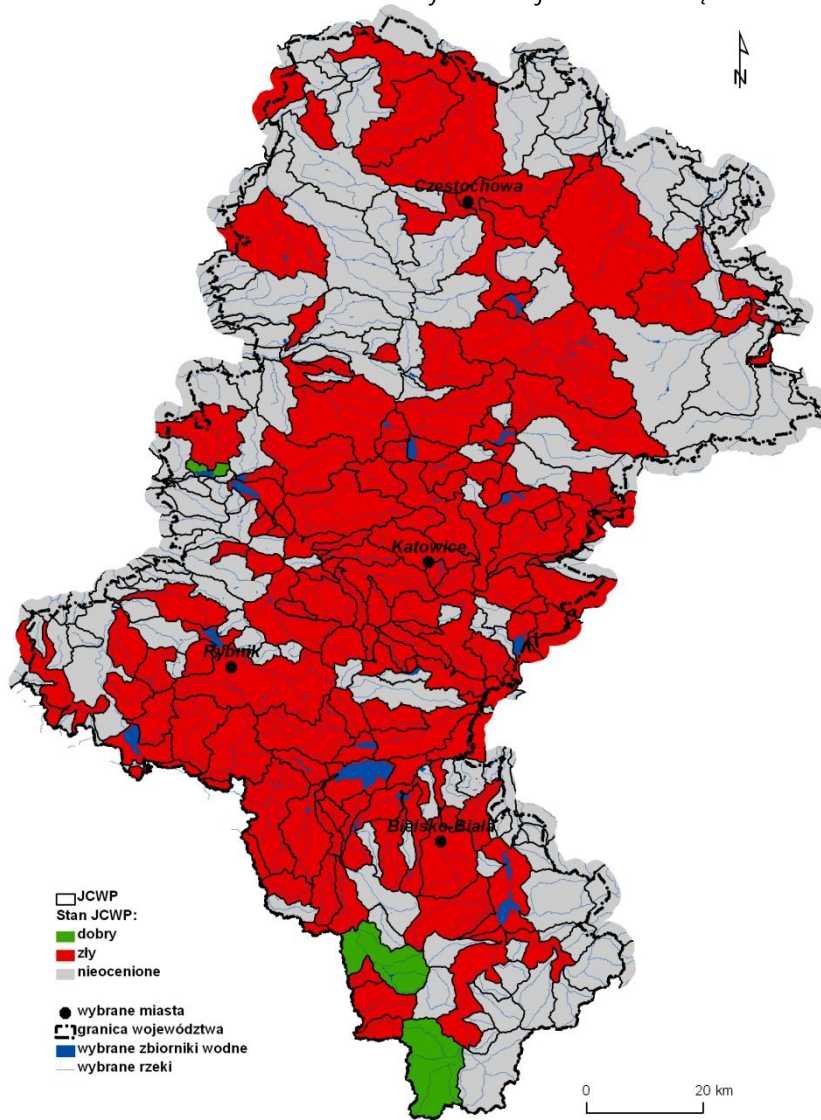 N
Częstochowa
Katowice
Rybnik
Bielsko-Biała
JCWP
Stan JCWP:
dobry
zły
nieocenione
wybrane miasta
granica województwa
wybrane zbiorniki wodne
wybrane rzeki
0 20 km